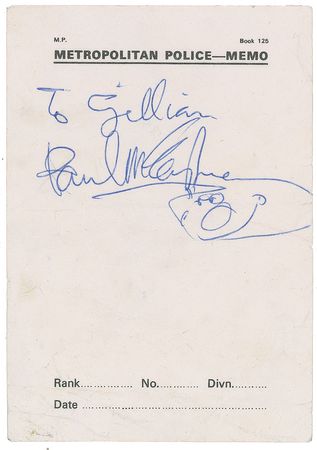 M.P. Book 125
METROPOLITAN POLICE—MEMO
To Gillian
Paul McCartney
Rank.............. No............ Divn..........
Date ......................................................